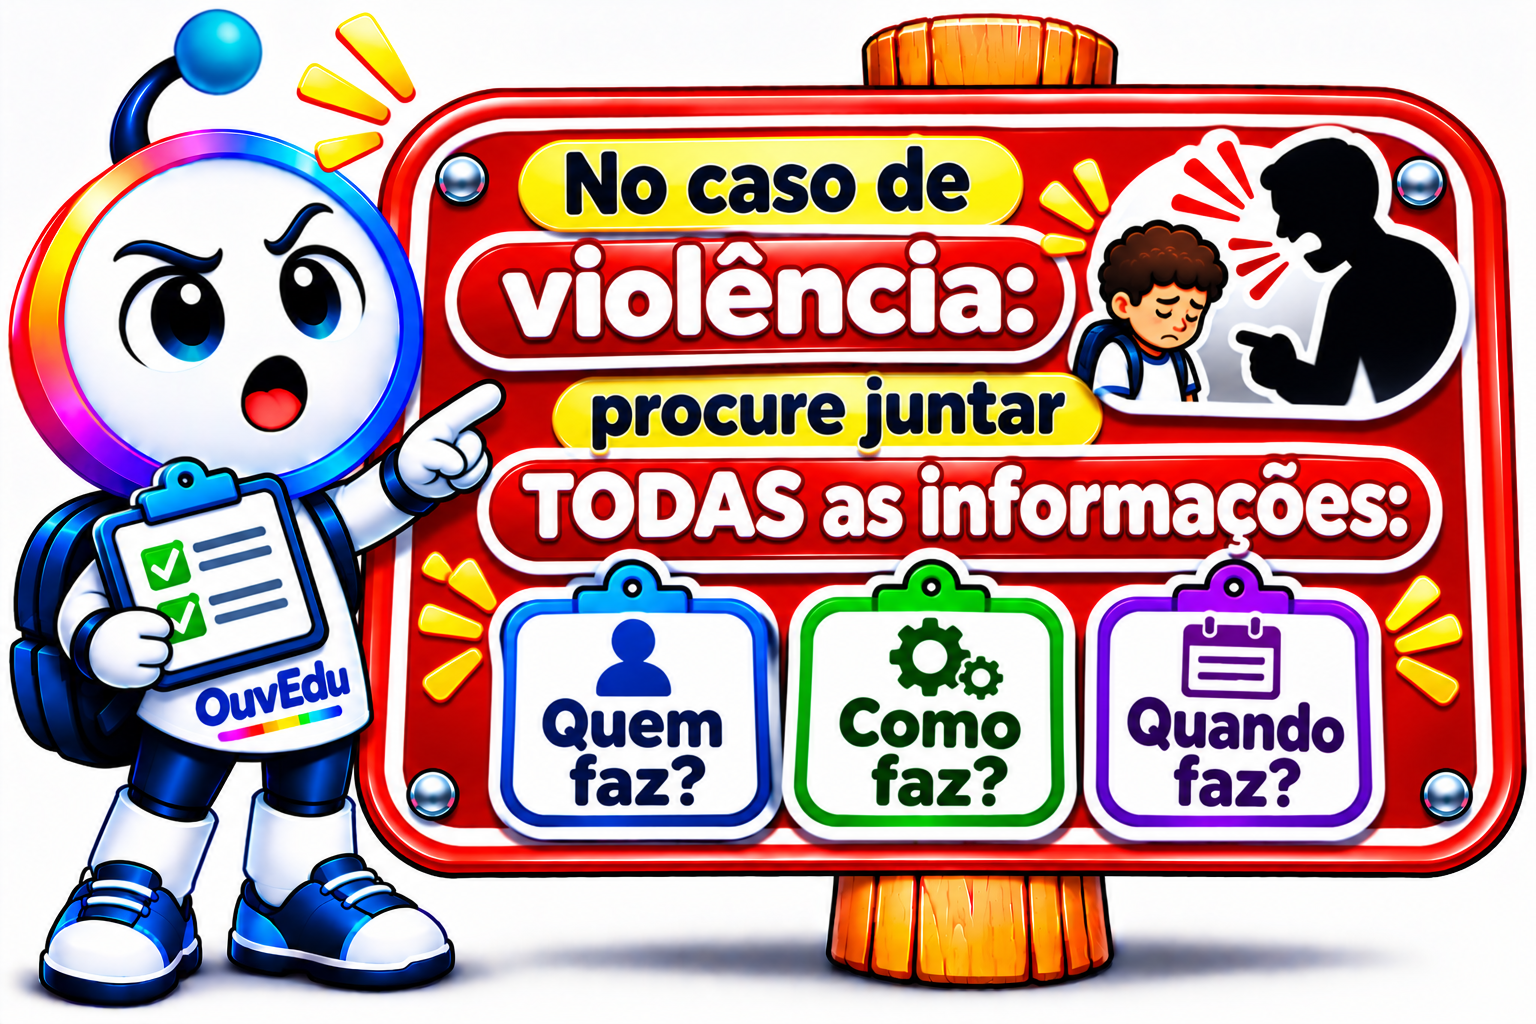 No caso de
violência:
procure juntar
TODAS as informações:
Quem
faz?
Como
faz?
Quando
faz?
OuvEdu